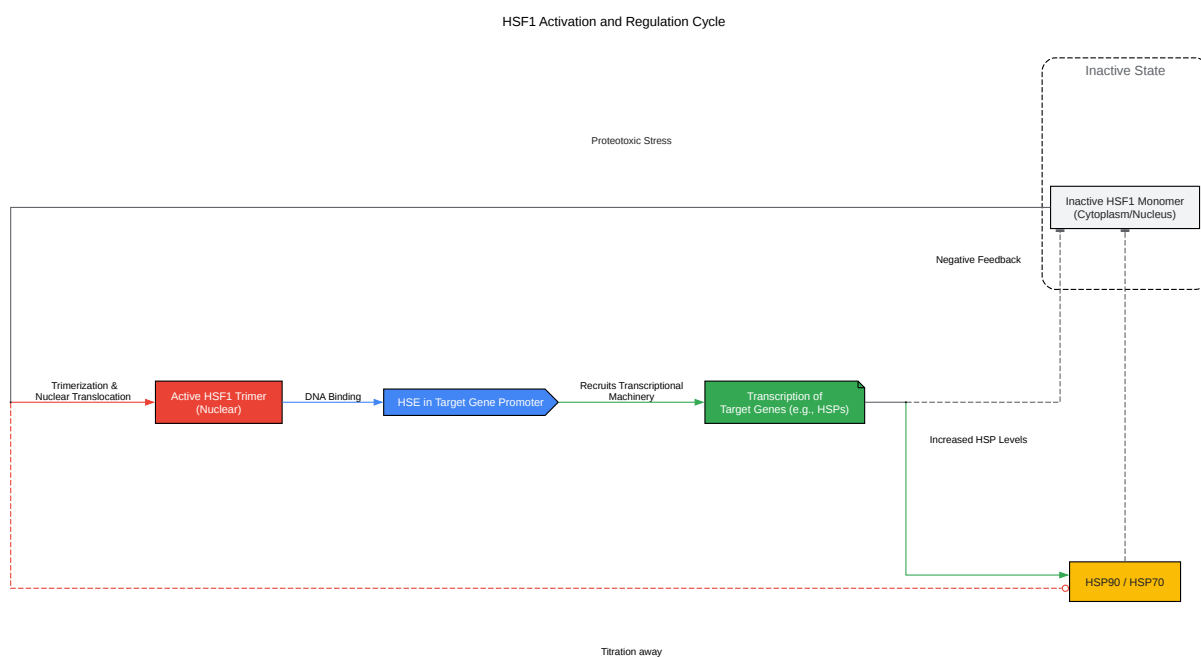 HSF1 Activation and Regulation Cycle
Inactive State
Proteotoxic Stress
Inactive HSF1 Monomer
(Cytoplasm/Nucleus)
Negative Feedback
Trimerization &
Nuclear Translocation
Active HSF1 Trimer
(Nuclear)
DNA Binding
HSE in Target Gene Promoter
Recruits Transcriptional
Machinery
Transcription of
Target Genes (e.g., HSPs)
Increased HSP Levels
HSP90 / HSP70
Titration away